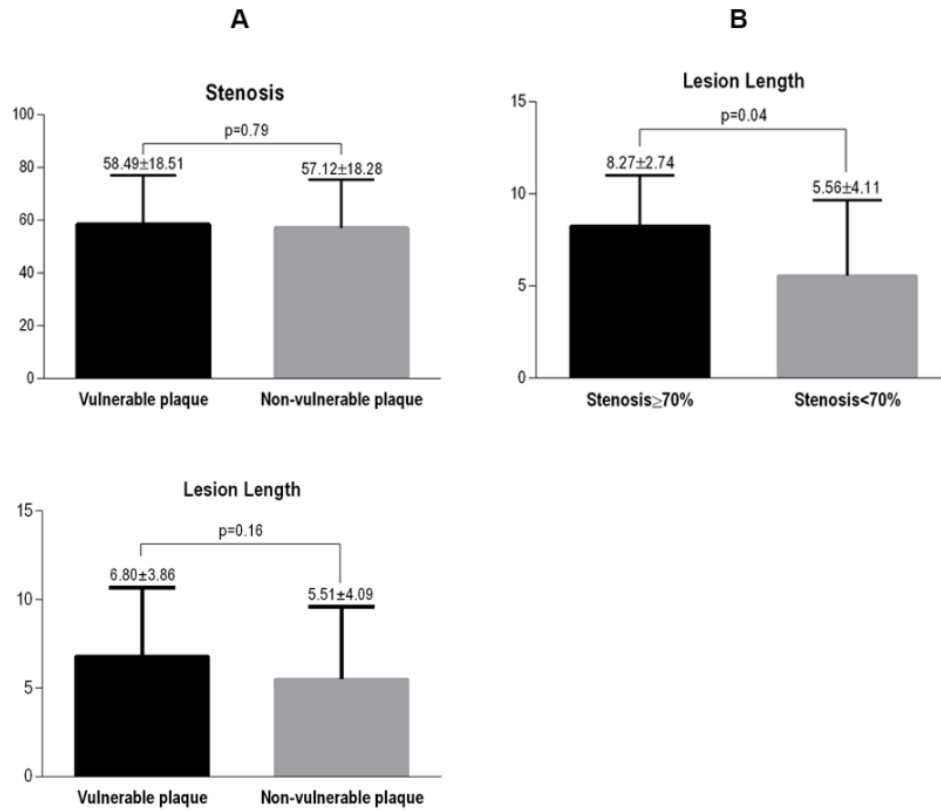 A
Stenosis
100
80
60
40
20
0
p=0.79
58.49±18.51
57.12±18.28
Vulnerable plaque
Non-vulnerable plaque
B
Lesion Length
15
10
5
0
p=0.04
8.27±2.74
5.56±4.11
Stenosis≥70%
Stenosis<70%
Lesion Length
15
10
5
0
p=0.16
6.80±3.86
5.51±4.09
Vulnerable plaque
Non-vulnerable plaque